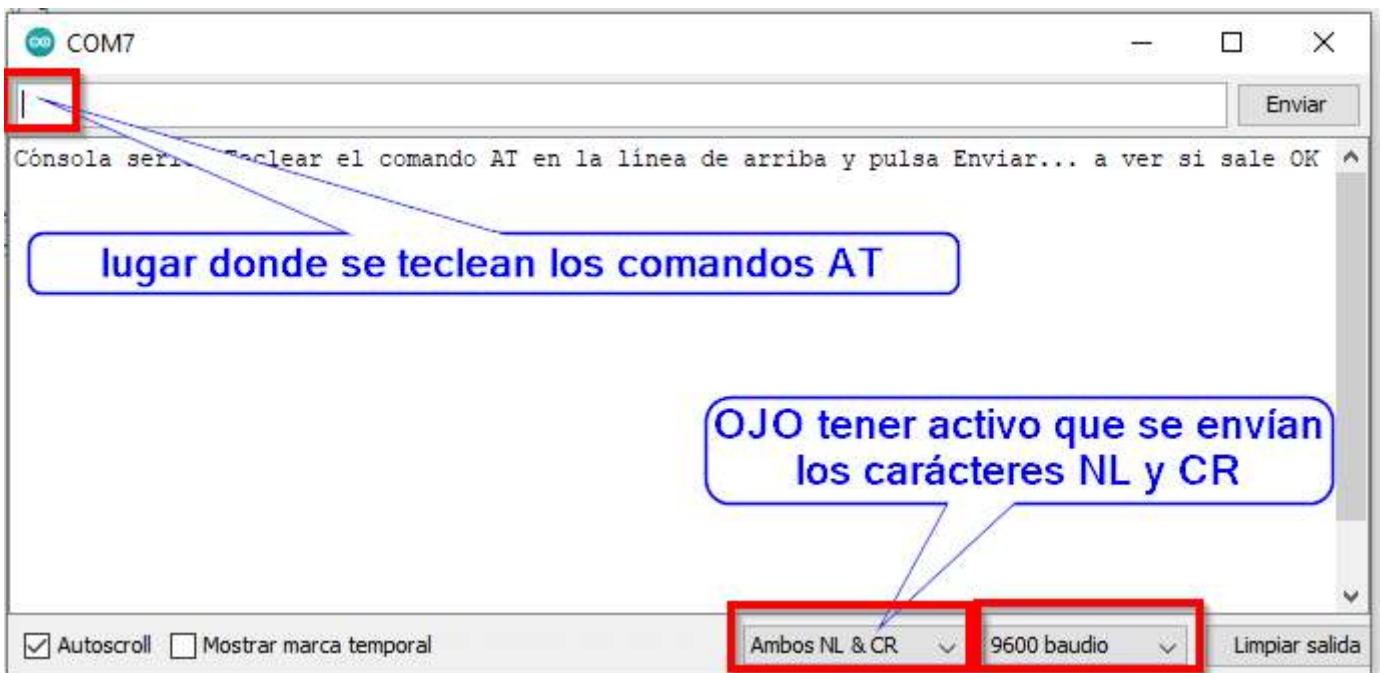 COM7
Enviar
Cónsola seri Teclear el comando AT en la línea de arriba y pulsa Enviar... a ver si sale OK
lugar donde se teclean los comandos AT
OJO tener activo que se envían
los carácteres NL y CR
Autoscroll Mostrar marca temporal Ambos NL & CR 9600 baudio Limpiar salida